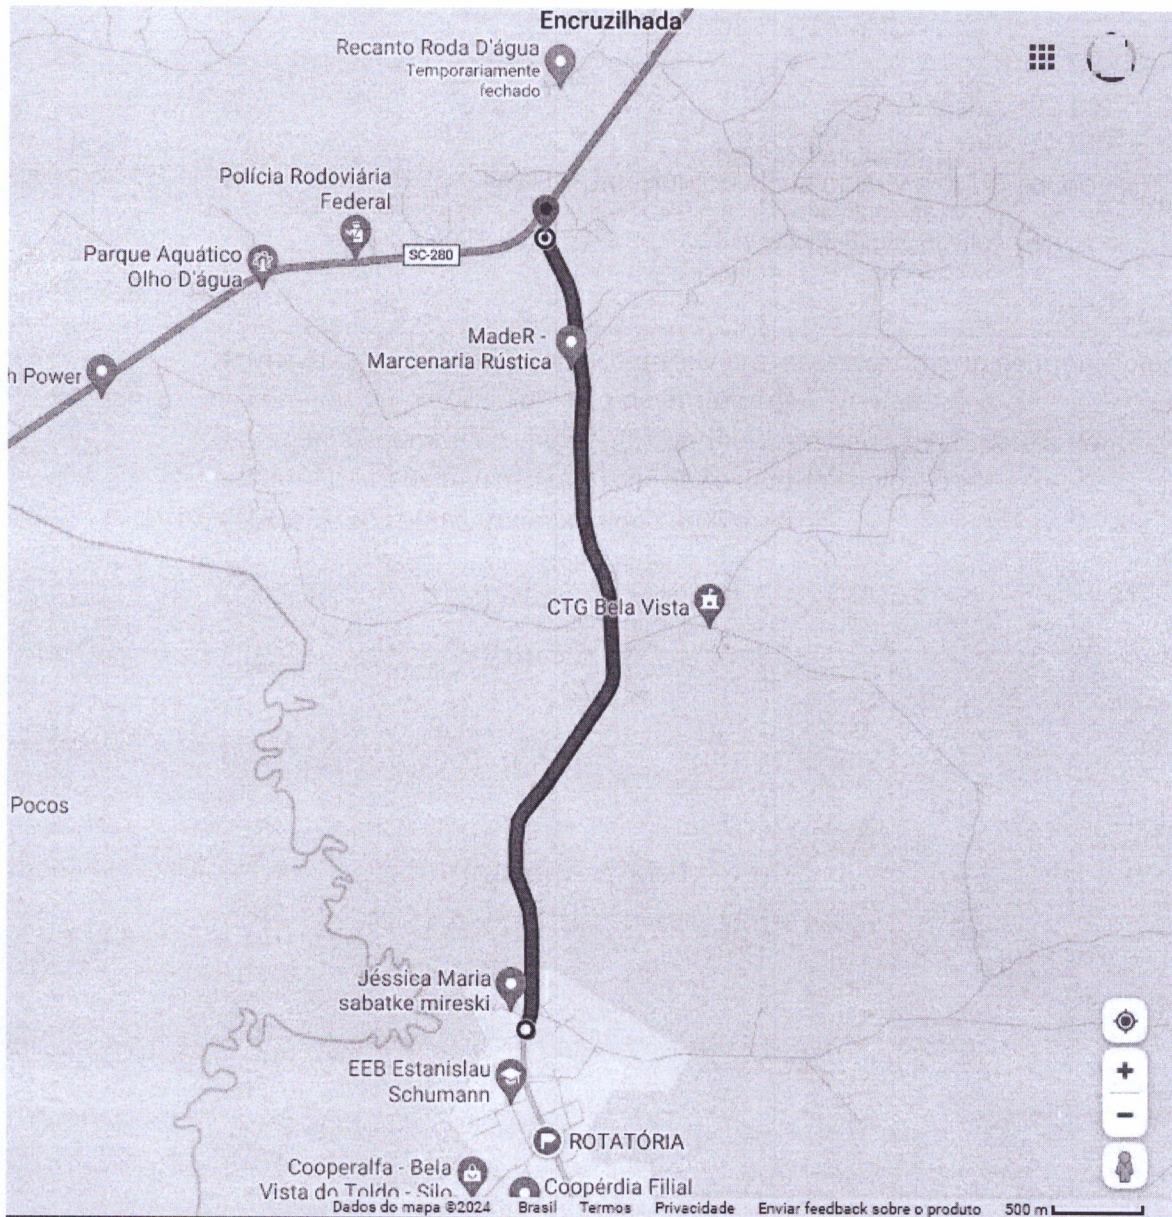 Encruzilhada
Recanto Roda D'água
Temporariamente
fechado
Polícia Rodoviária
Federal
Parque Aquático
Olho D'água
SC-280
MadeR -
Marcenaria Rústica
h Power
CTG Bela Vista
Pocos
Jéssica Maria
sabatke mireski
EEB Estanislau
Schumann
ROTATÓRIA
Cooperalfa - Bela
Vista do Toldo - Silo
Coopérdia Filial
Dados do mapa ©2024 Brasil Termos Privacidade Enviar feedback sobre o produto 500 m